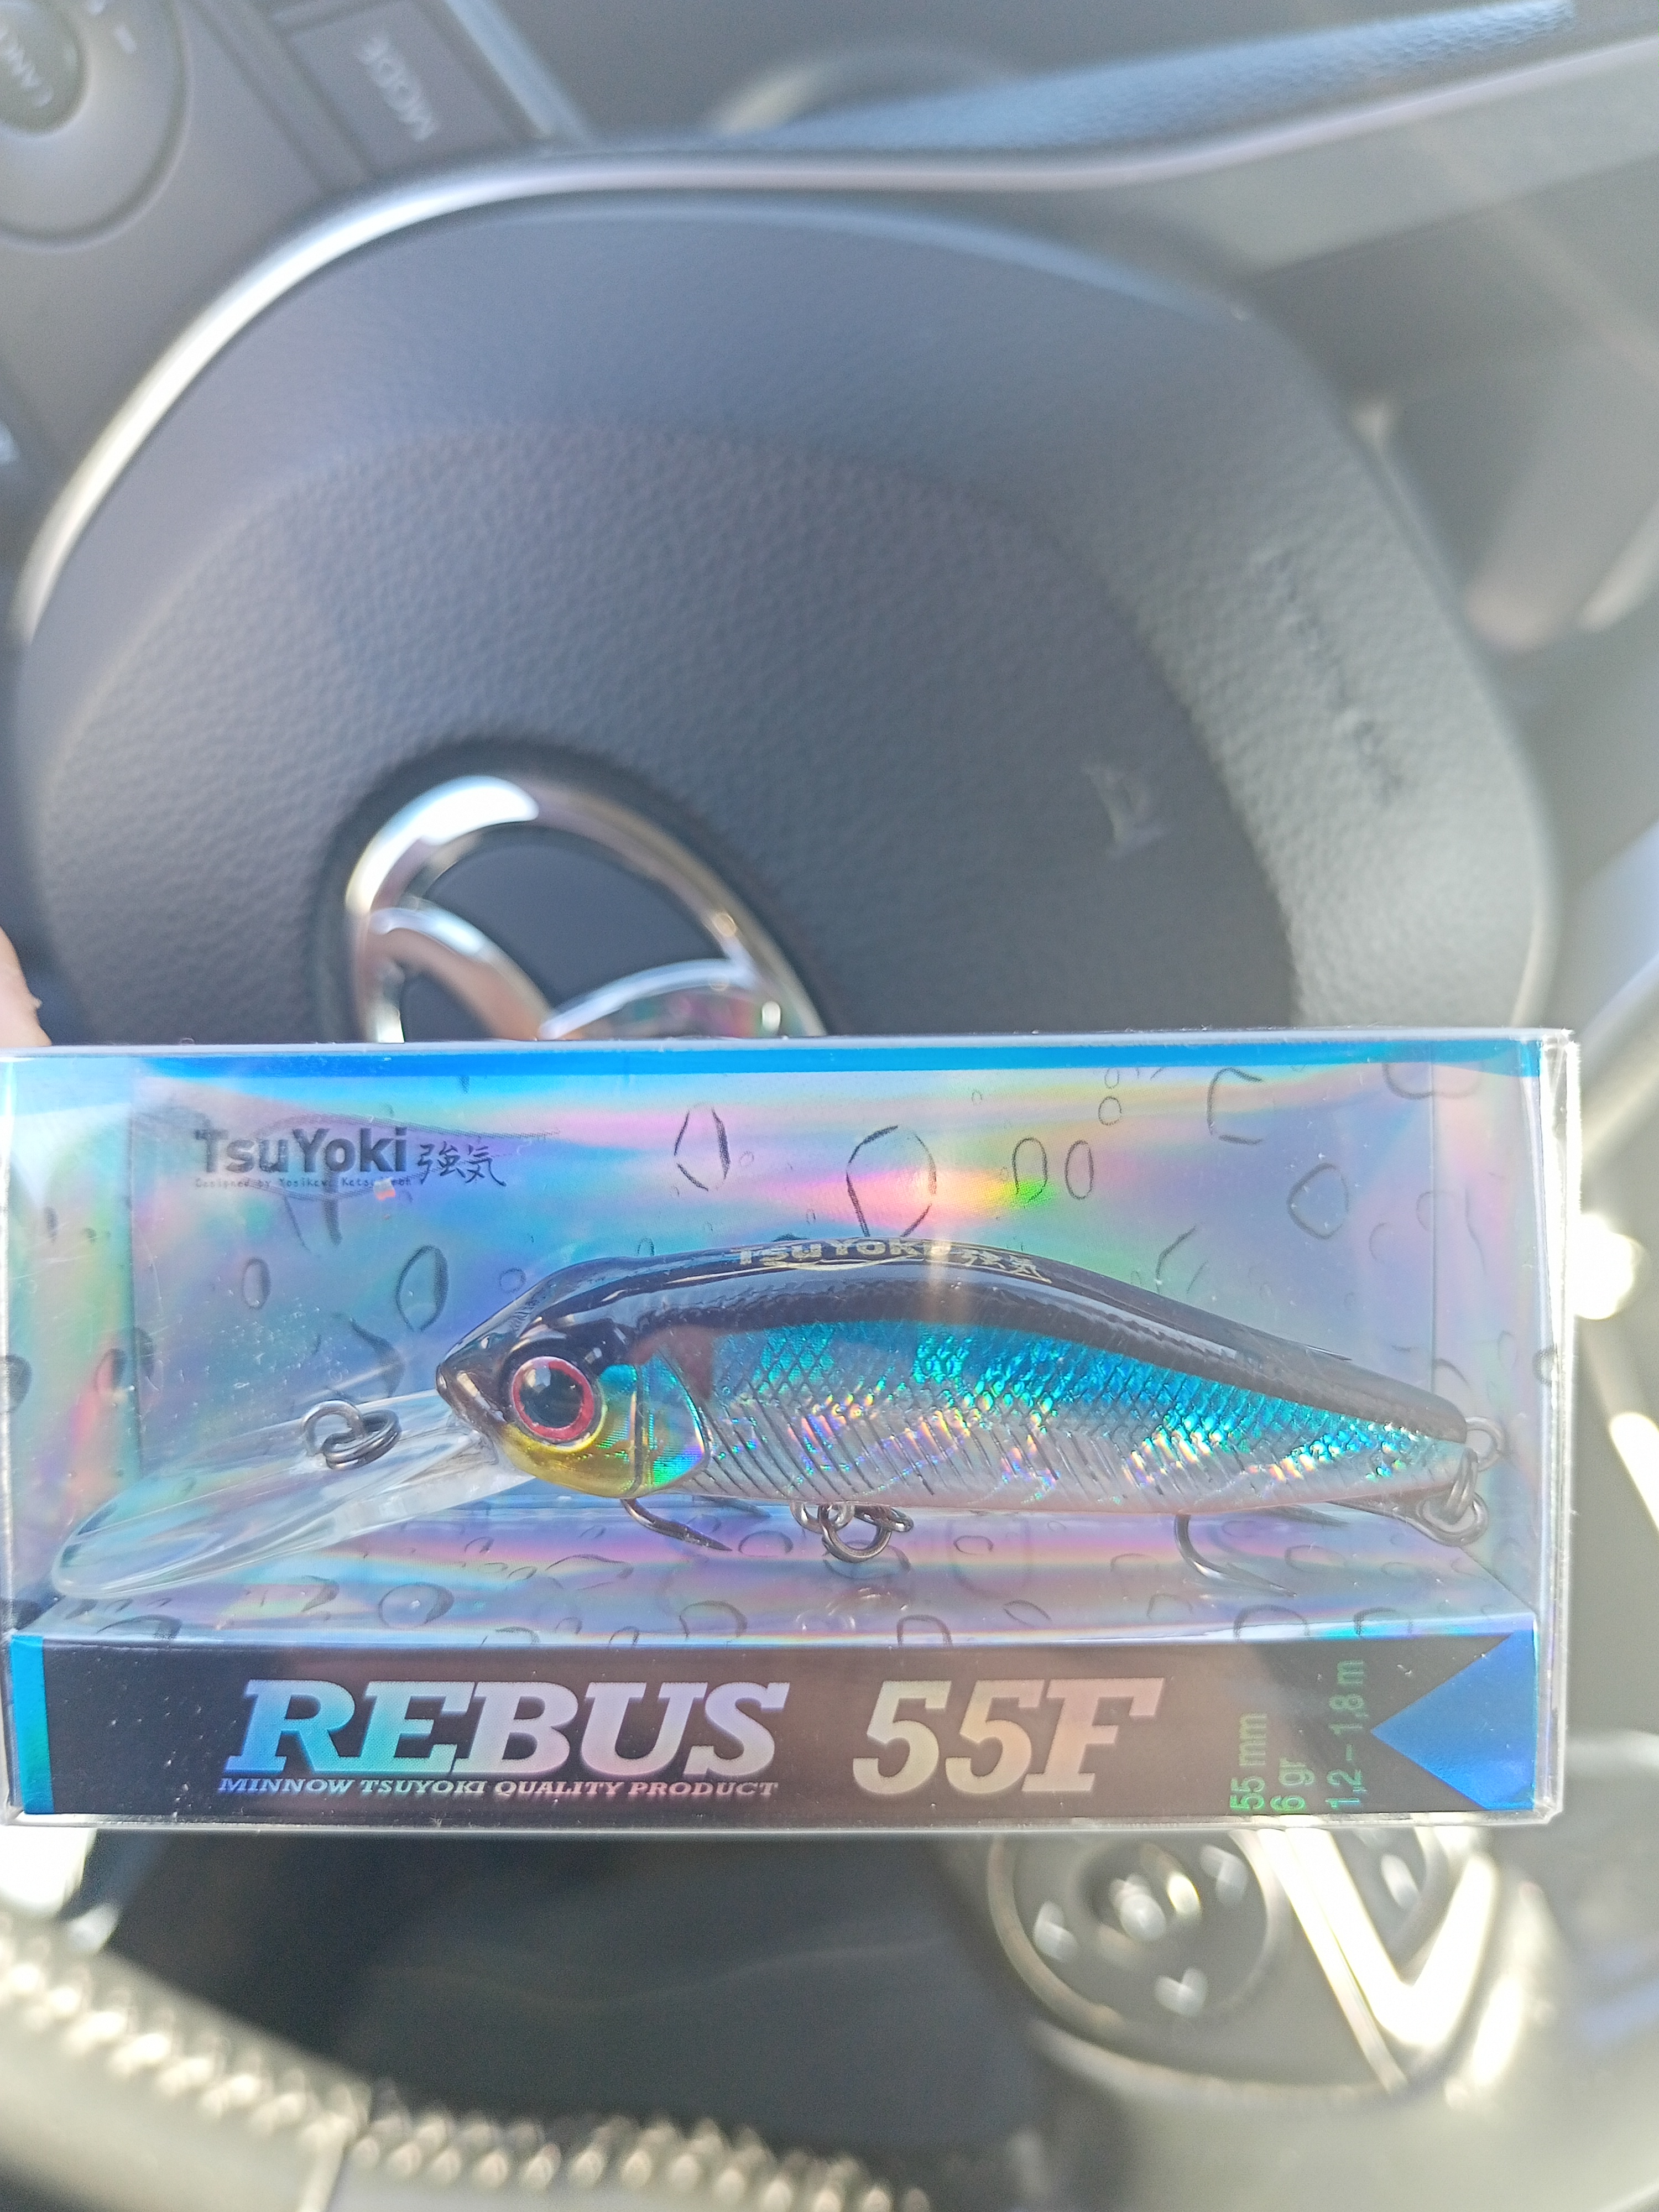 MODE
TsuYoki 強気
TsuYoki 強気
REBUS 55F
MINNOW TSUYOKI QUALITY PRODUCT
55 mm
6 gr
1,2 – 1,8 m